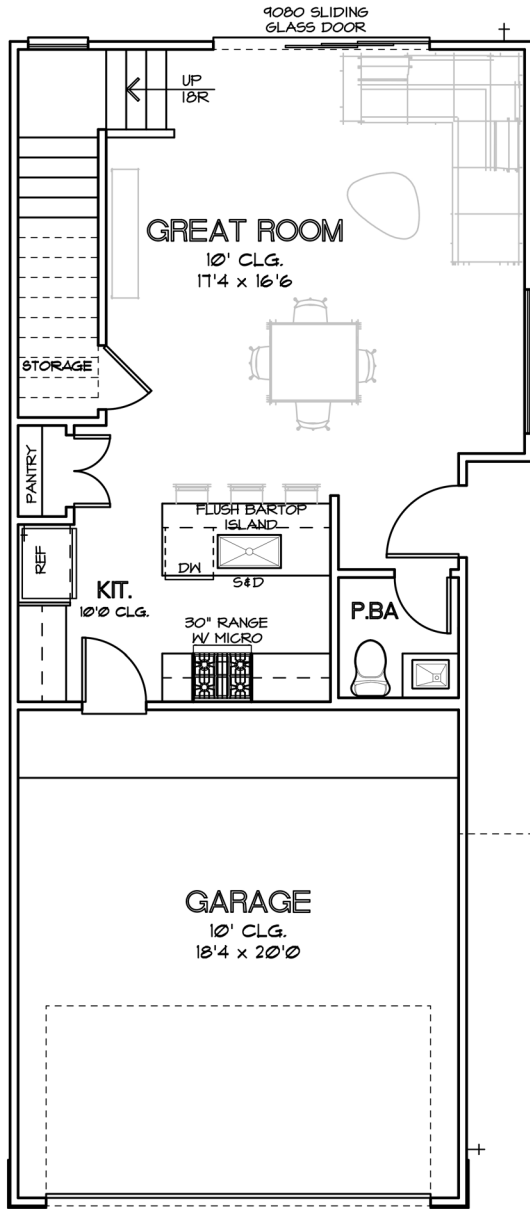 9080 SLIDING
GLASS DOOR
UP
18R
GREAT ROOM
10' CLG.
17'4 x 16'6
STORAGE
PANTRY
FLUSH BARTOP
ISLAND
REF
DW
S&D
KIT.
10'0 CLG.
30" RANGE
W/ MICRO
P.BA
GARAGE
10' CLG.
18'4 x 20'0